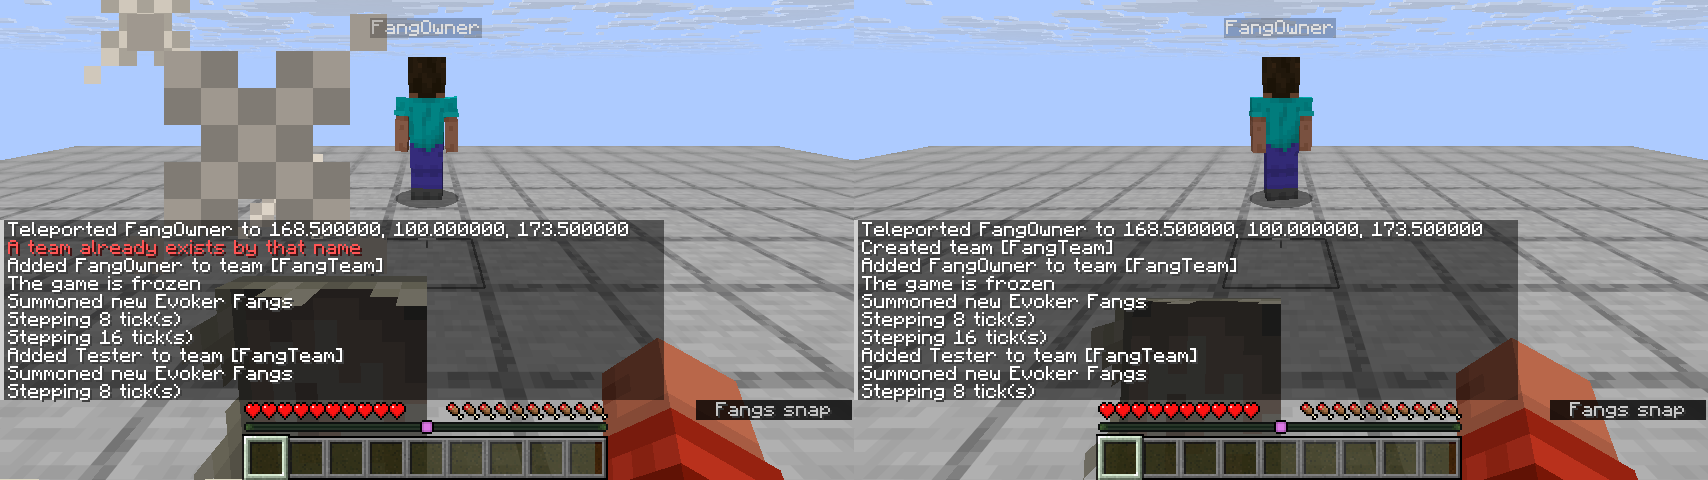 FangOwner
Teleported FangOwner to 168.500000, 100.000000, 173.500000
A team already exists by that name
Added FangOwner to team [FangTeam]
The game is frozen
Summoned new Evoker Fangs
Stepping 8 tick(s)
Stepping 16 tick(s)
Added Tester to team [FangTeam]
Summoned new Evoker Fangs
Stepping 8 tick(s)
Fangs snap
FangOwner
Teleported FangOwner to 168.500000, 100.000000, 173.500000
Created team [FangTeam]
Added FangOwner to team [FangTeam]
The game is frozen
Summoned new Evoker Fangs
Stepping 8 tick(s)
Stepping 16 tick(s)
Added Tester to team [FangTeam]
Summoned new Evoker Fangs
Stepping 8 tick(s)
Fangs snap